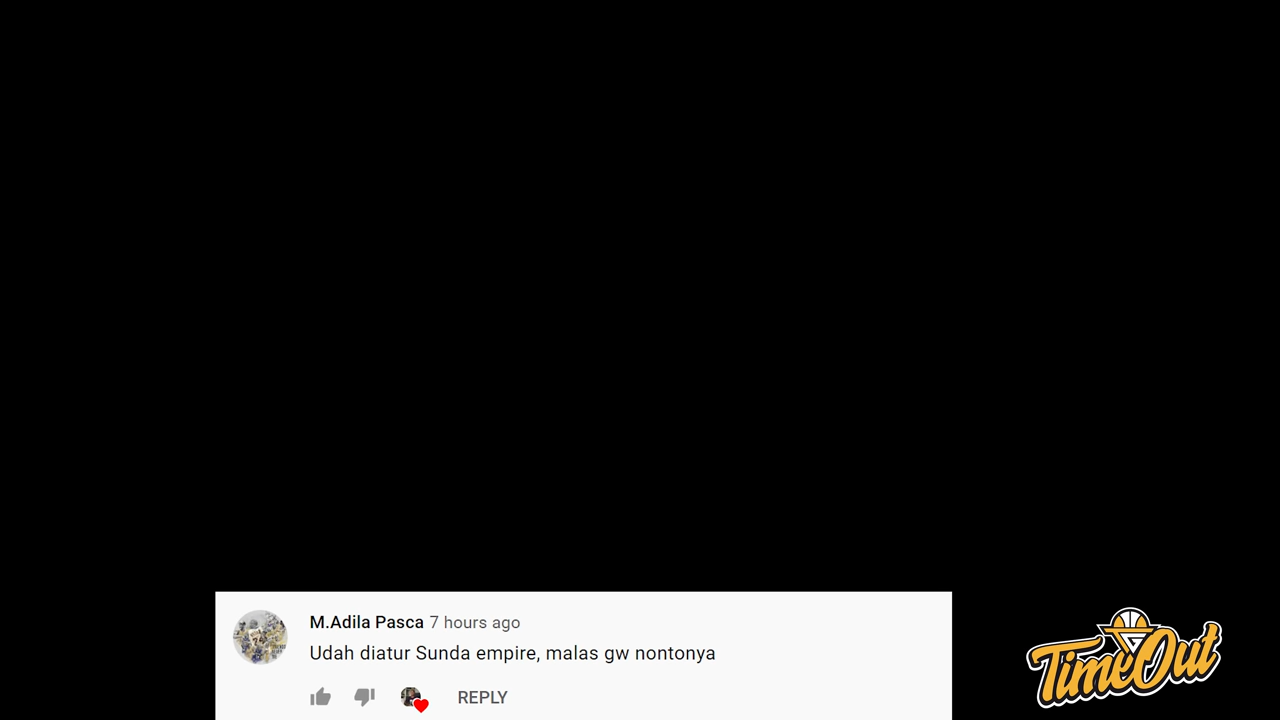 M.Adila Pasca 7 hours ago
Udah diatur Sunda empire, malas gw nontonya
REPLY
TimeOut